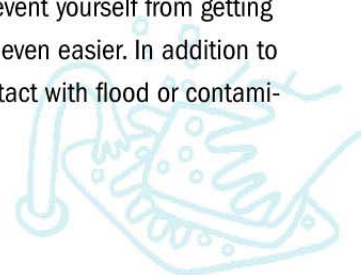 event yourself from getting
even easier. In addition to
tact with flood or contami-